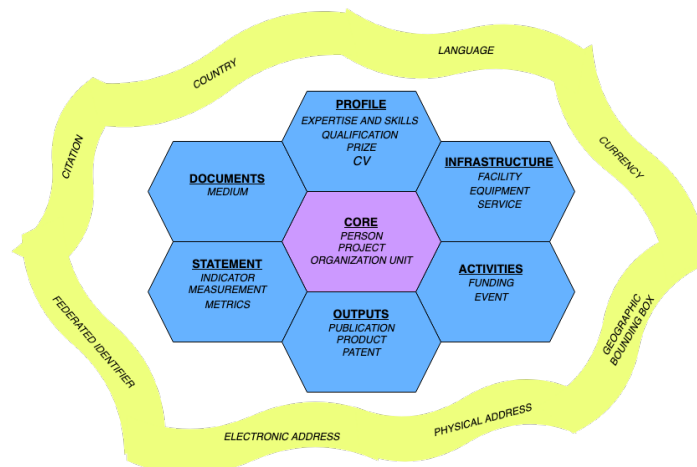 LANGUAGE
COUNTRY
CITATION
CURRENCY
PROFILE
EXPERTISE AND SKILLS
QUALIFICATION
PRIZE
CV
DOCUMENTS
MEDIUM
INFRASTRUCTURE
FACILITY
EQUIPMENT
SERVICE
CORE
PERSON
PROJECT
ORGANIZATION UNIT
STATEMENT
INDICATOR
MEASUREMENT
METRICS
ACTIVITIES
FUNDING
EVENT
OUTPUTS
PUBLICATION
PRODUCT
PATENT
FEDERATED IDENTIFIER
GEOGRAPHIC
BOUNDING BOX
ELECTRONIC ADDRESS
PHYSICAL ADDRESS